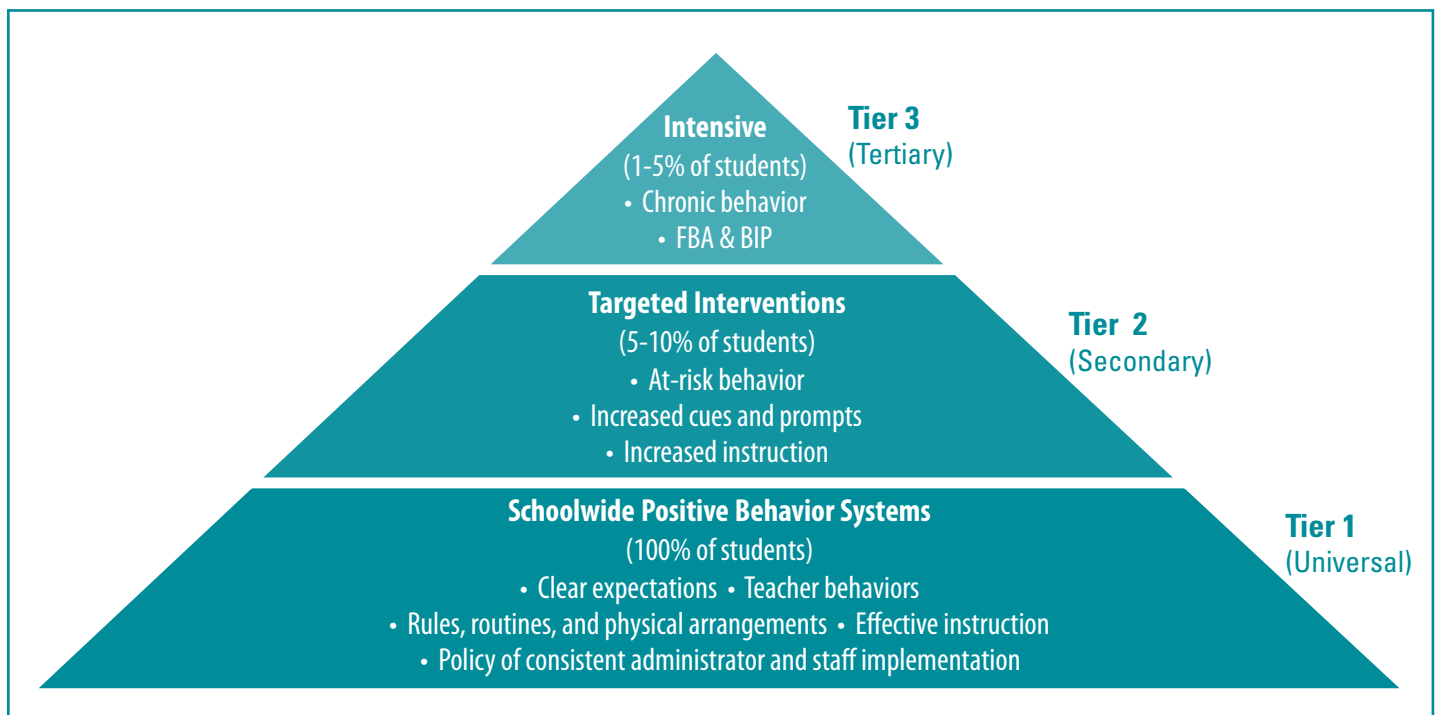 Intensive
(1-5% of students)
• Chronic behavior
• FBA & BIP
Tier 3
(Tertiary)
Targeted Interventions
(5-10% of students)
• At-risk behavior
• Increased cues and prompts
• Increased instruction
Tier 2
(Secondary)
Schoolwide Positive Behavior Systems
(100% of students)
• Clear expectations • Teacher behaviors
• Rules, routines, and physical arrangements • Effective instruction
• Policy of consistent administrator and staff implementation
Tier 1
(Universal)